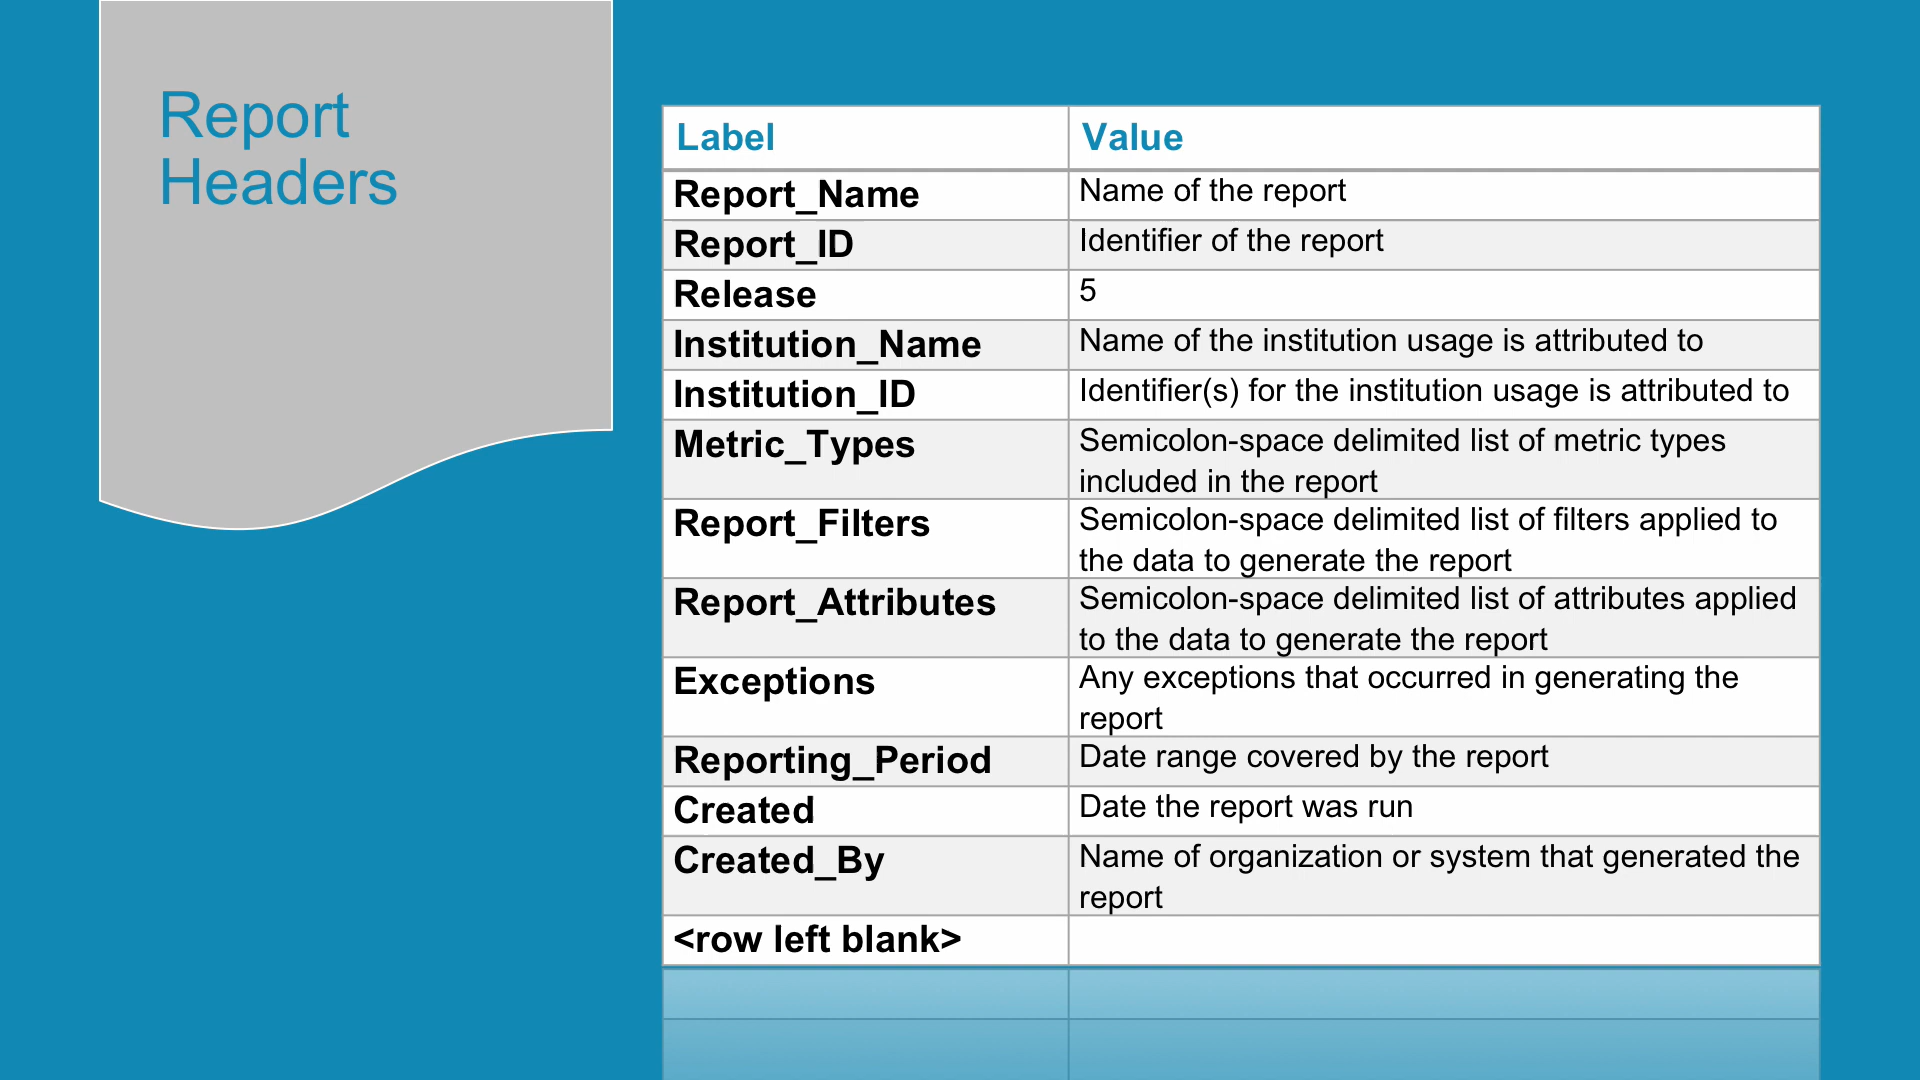 Report
Headers
Label Value
Report_Name Name of the report
Report_ID Identifier of the report
Release 5
Institution_Name Name of the institution usage is attributed to
Institution_ID Identifier(s) for the institution usage is attributed to
Metric_Types Semicolon-space delimited list of metric types
included in the report
Report_Filters Semicolon-space delimited list of filters applied to
the data to generate the report
Report_Attributes Semicolon-space delimited list of attributes applied
to the data to generate the report
Exceptions Any exceptions that occurred in generating the
report
Reporting_Period Date range covered by the report
Created Date the report was run
Created_By Name of organization or system that generated the
report
<row left blank>